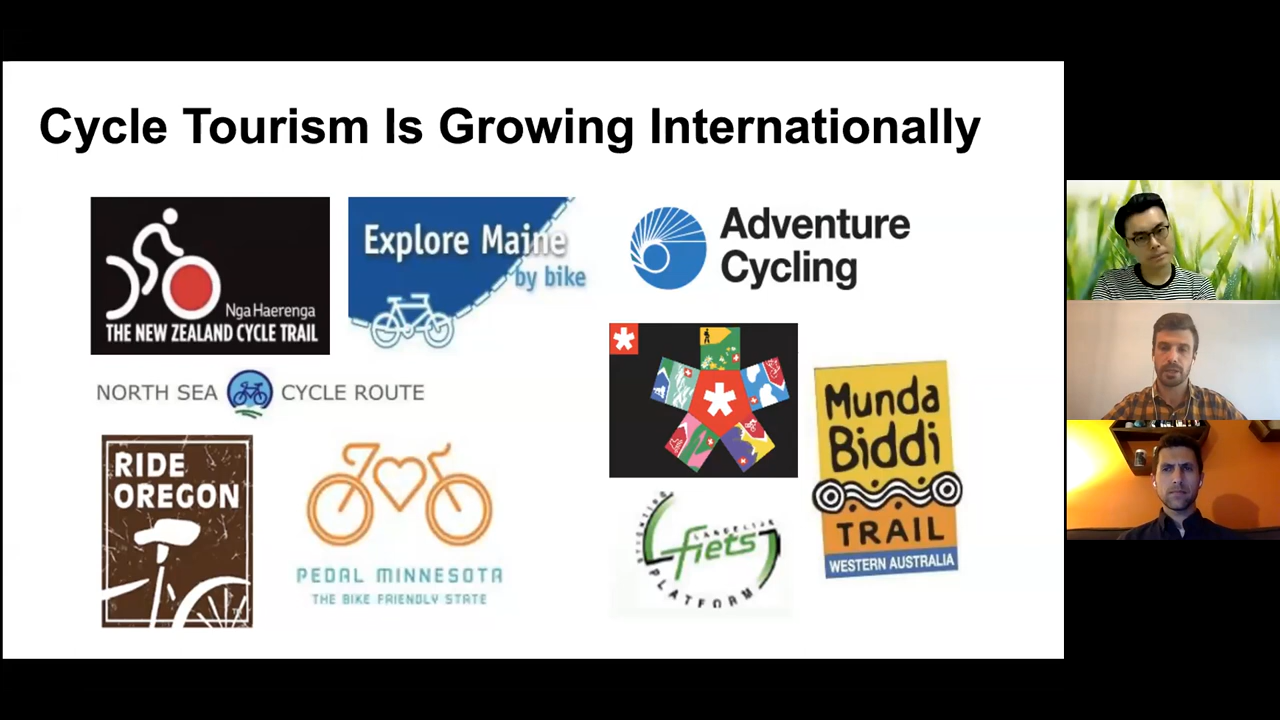 Cycle Tourism Is Growing Internationally
Nga Haerenga
THE NEW ZEALAND CYCLE TRAIL
Explore Maine
by bike
Adventure
Cycling
NORTH SEA CYCLE ROUTE
RIDE
OREGON
PEDAL MINNESOTA
THE BIKE FRIENDLY STATE
Munda
Biddi
TRAIL
WESTERN AUSTRALIA
LANDELIJK
fiets
PLATFORM